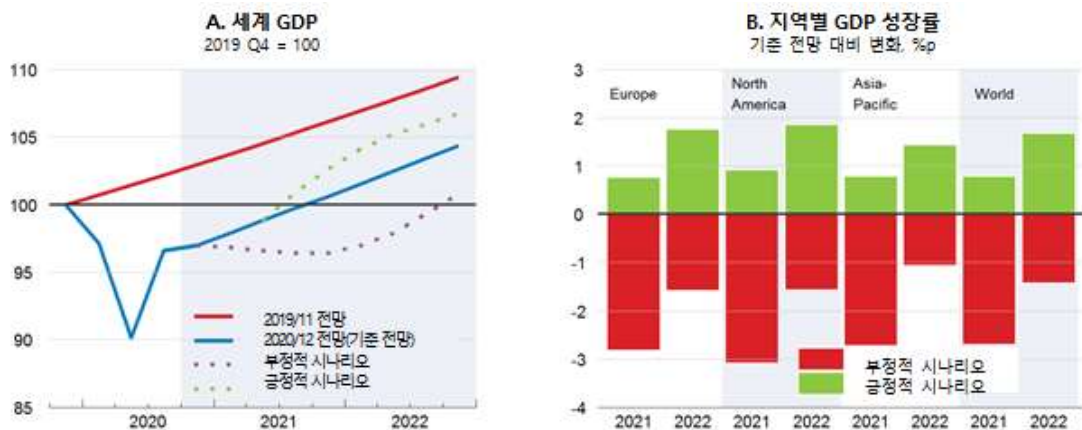 A. 세계 GDP
2019 Q4 = 100
110
105
100
95
90
85
2019/11 전망
2020/12 전망(기준 전망)
부정적 시나리오
긍정적 시나리오
2020
2021
2022
B. 지역별 GDP 성장률
기준 전망 대비 변화, %p
3
2
1
0
-1
-2
-3
-4
Europe
North
America
Asia-
Pacific
World
부정적 시나리오
긍정적 시나리오
2021 2022 2021 2022 2021 2022 2021 2022